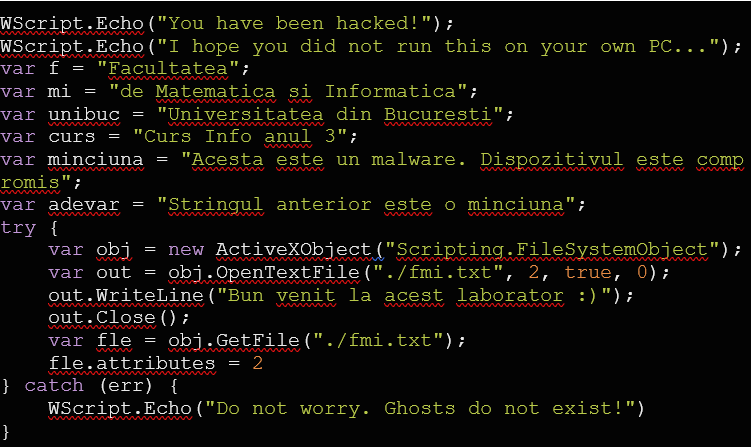 WScript.Echo("You have been hacked!");
WScript.Echo("I hope you did not run this on your own PC...");
var f = "Facultatea";
var mi = "de Matematica si Informatica";
var unibuc = "Universitatea din Bucuresti";
var curs = "Curs Info anul 3";
var minciuna = "Acesta este un malware. Dispozitivul este comp
romis";
var adevar = "Stringul anterior este o minciuna";
try {
    var obj = new ActiveXObject("Scripting.FileSystemObject");
    var out = obj.OpenTextFile("./fmi.txt", 2, true, 0);
    out.WriteLine("Bun venit la acest laborator :)");
    out.Close();
    var fle = obj.GetFile("./fmi.txt");
    fle.attributes = 2
} catch (err) {
    WScript.Echo("Do not worry. Ghosts do not exist!")
}